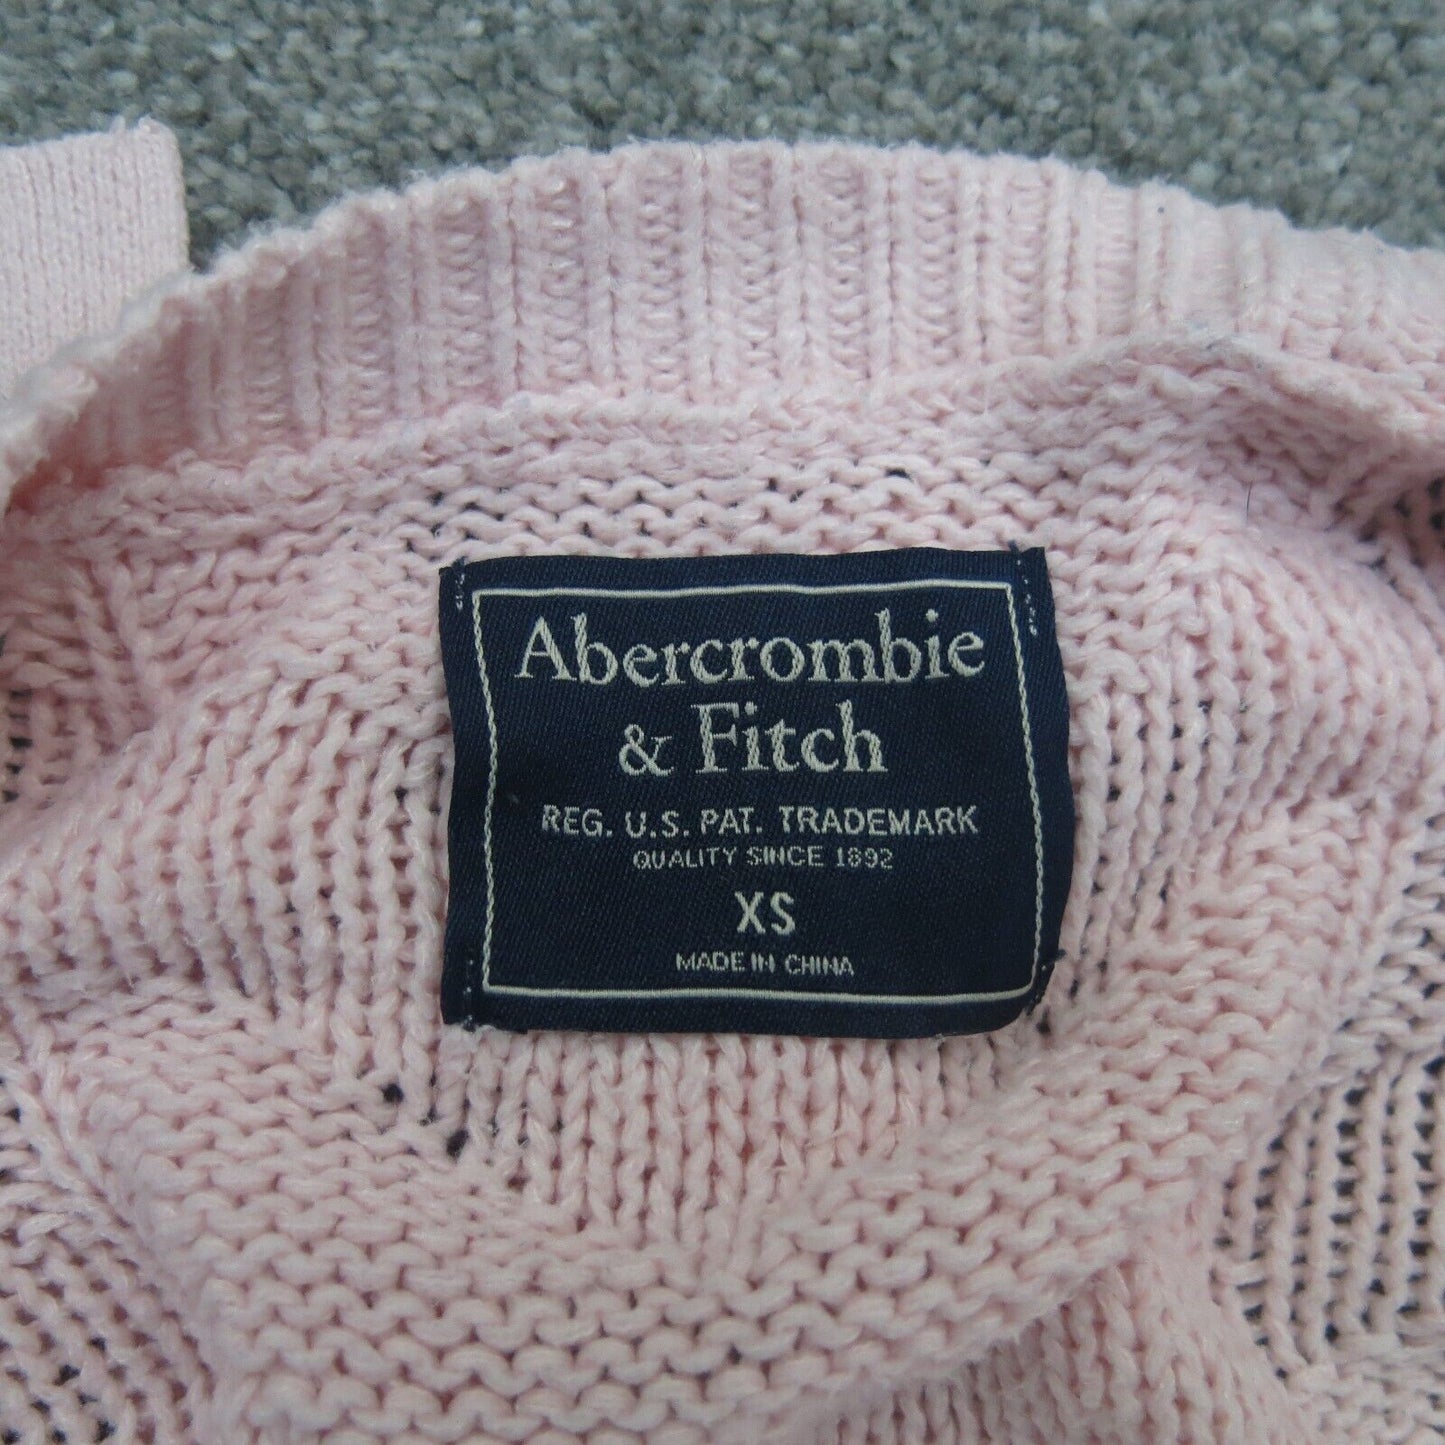 Abercrombie
& Fitch
REG. U.S. PAT. TRADEMARK
QUALITY SINCE 1892
XS
MADE IN CHINA